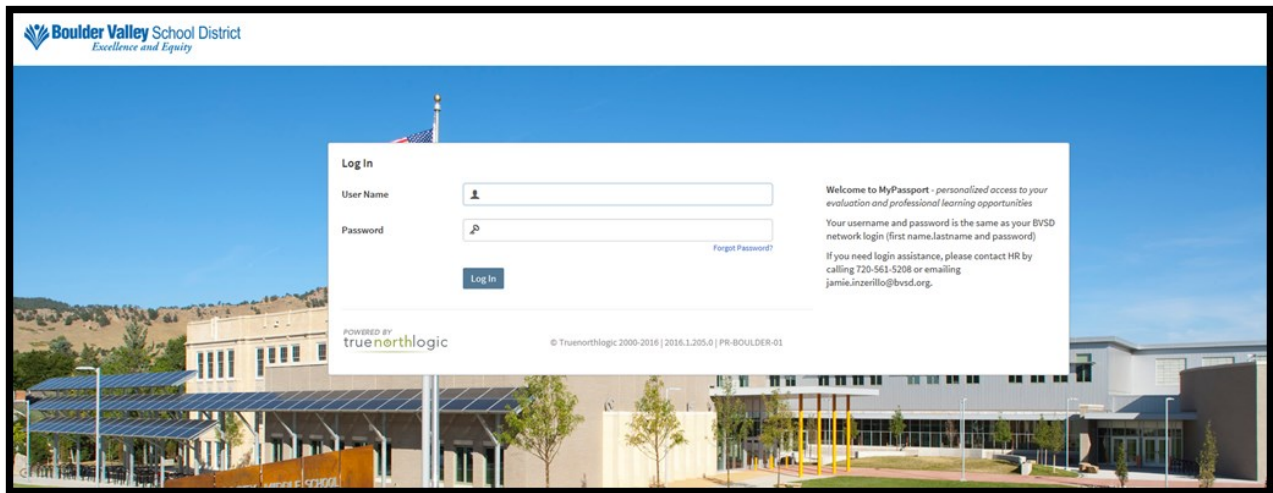 Boulder Valley School District
Excellence and Equity
Log In
User Name
Password
Forgot Password?
Log In
Welcome to MyPassport - personalized access to your
evaluation and professional learning opportunities
Your username and password is the same as your BVSD
network login (first name.lastname and password)
If you need login assistance, please contact HR by
calling 720-561-5208 or emailing
jamie.inzerillo@bvsd.org.
POWERED BY
truenorthlogic
© Truenorthlogic 2000-2016 | 2016.1.205.0 | PR-BOULDER-01
MIDDLE SCHOOL